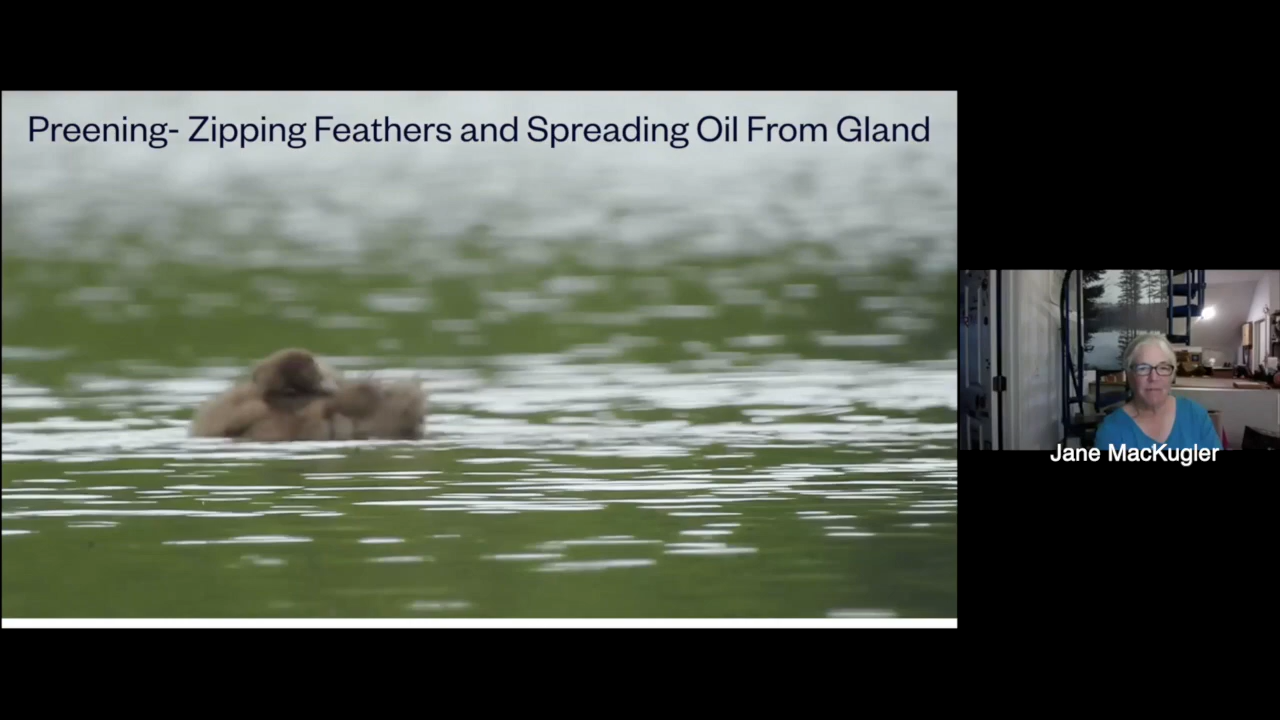 Preening- Zipping Feathers and Spreading Oil From Gland
Jane MacKugler